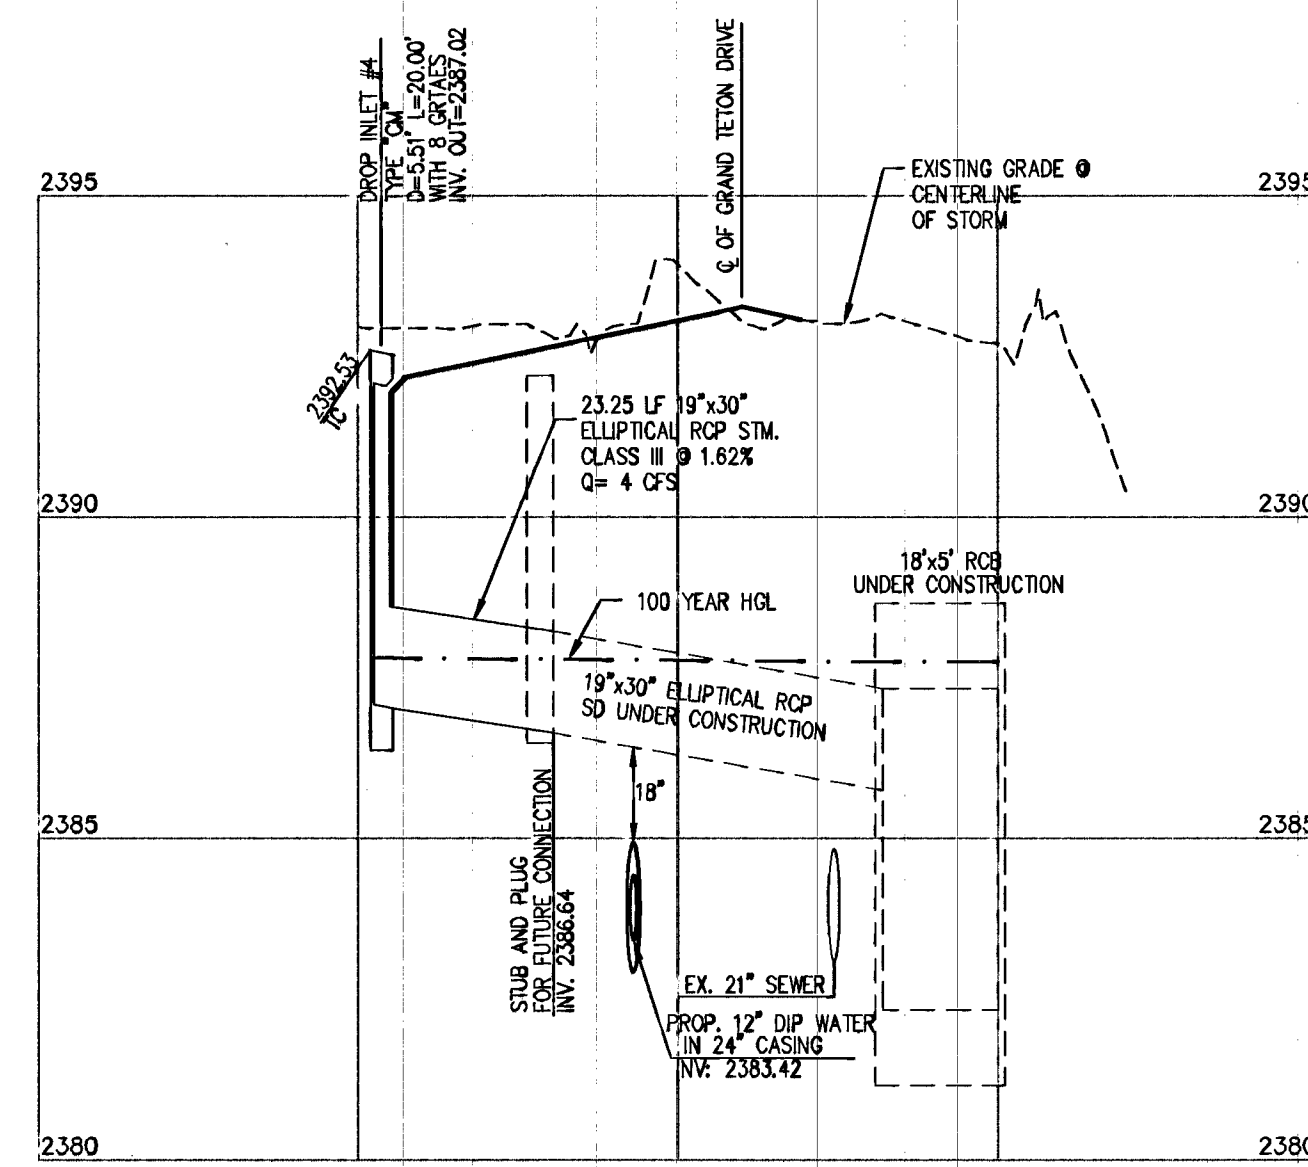 DROP INLET #4
TYPE "CM"
D=5.51' L=20.00'
WITH 8 GRTAES
INV. OUT=2387.02
℄ OF GRAND TETON DRIVE
EXISTING GRADE @
CENTERLINE
OF STORM
2395
2395
2392.53
TC
23.25 LF 19"x30"
ELLIPTICAL RCP STM.
CLASS III @ 1.62%
Q= 4 CFS
2390
2390
18'x5' RCB
UNDER CONSTRUCTION
100 YEAR HGL
19"x30" ELLIPTICAL RCP
SD UNDER CONSTRUCTION
18"
2385
2385
STUB AND PLUG
FOR FUTURE CONNECTION
INV. 2386.64
EX. 21" SEWER
PROP. 12" DIP WATER
IN 24" CASING
NV: 2383.42
2380
2380